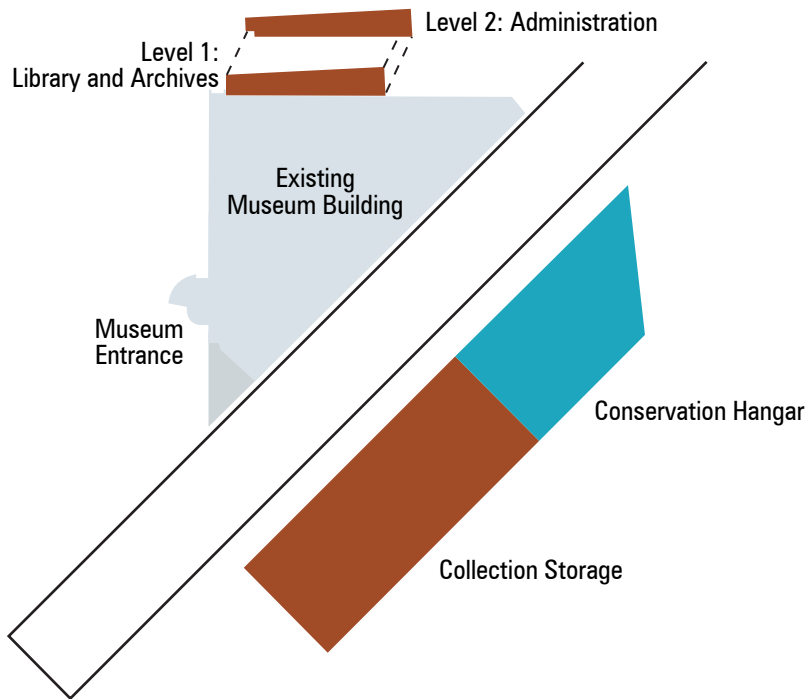 Level 2: Administration
Level 1:
Library and Archives
Existing
Museum Building
Museum
Entrance
Conservation Hangar
Collection Storage